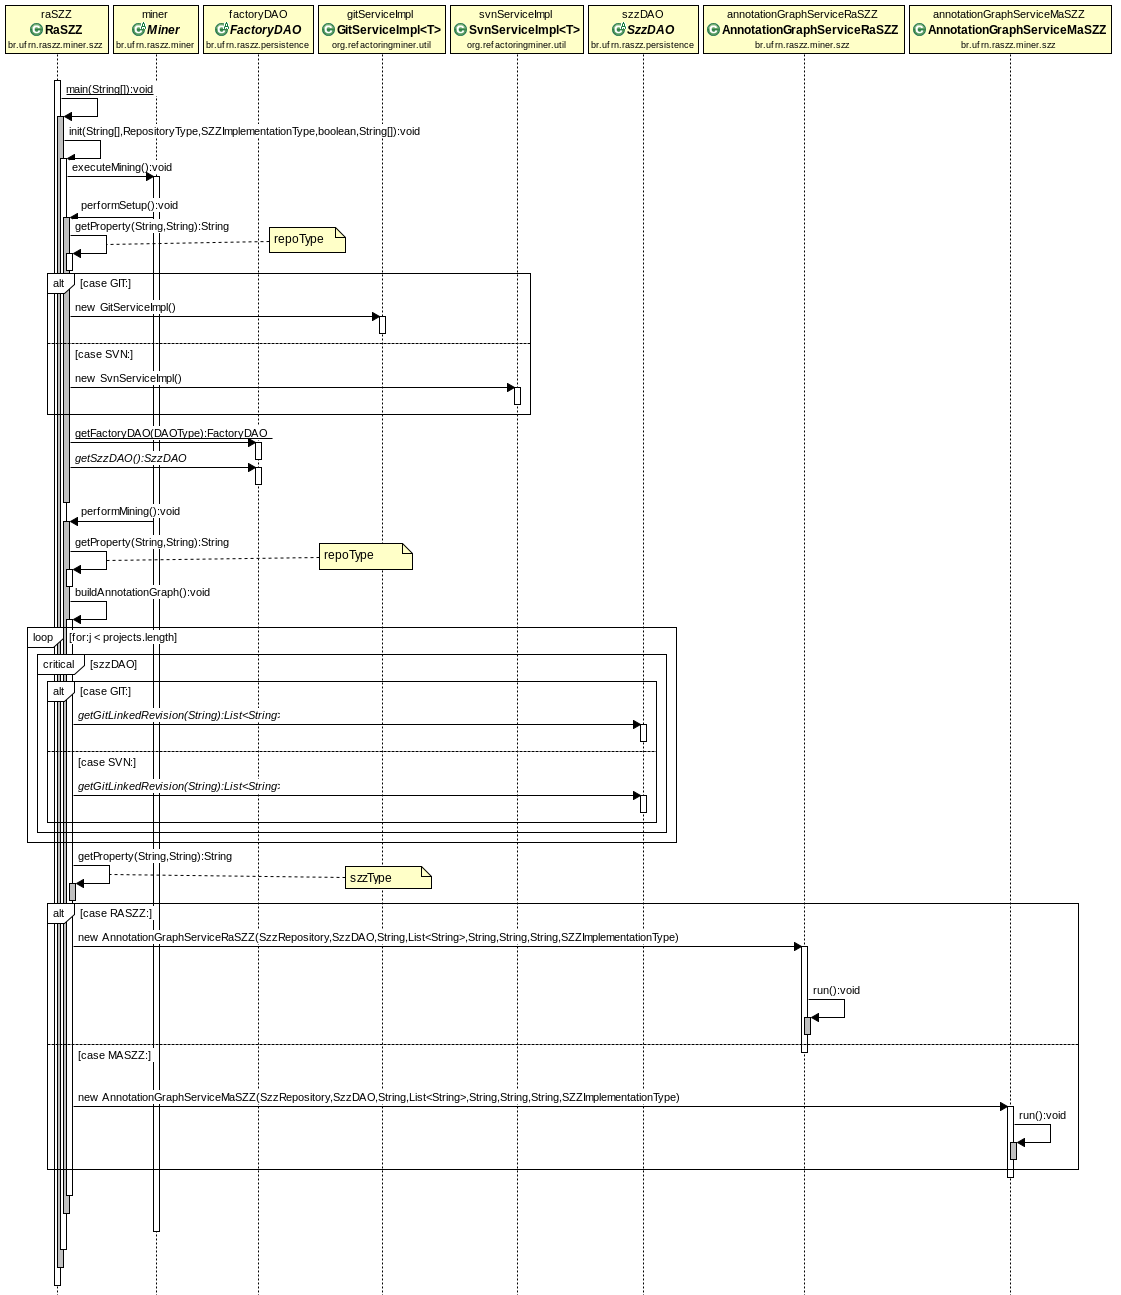 raSZZ
RaSZZ
br.ufrn.raszz.miner.szz
miner
Miner
br.ufrn.raszz.miner
factoryDAO
FactoryDAO
br.ufrn.raszz.persistence
gitServiceImpl
GitServiceImpl<T>
org.refactoringminer.util
svnServiceImpl
SvnServiceImpl<T>
org.refactoringminer.util
szzDAO
SzzDAO
br.ufrn.raszz.persistence
annotationGraphServiceRaSZZ
AnnotationGraphServiceRaSZZ
br.ufrn.raszz.miner.szz
annotationGraphServiceMaSZZ
AnnotationGraphServiceMaSZZ
br.ufrn.raszz.miner.szz
main(String[]):void
init(String[],RepositoryType,SZZImplementationType,boolean,String[]):void
executeMining():void
performSetup():void
getProperty(String,String):String
repoType
alt [case GIT:]
new GitServiceImpl()
[case SVN:]
new SvnServiceImpl()
getFactoryDAO(DAOType):FactoryDAO
getSzzDAO():SzzDAO
performMining():void
getProperty(String,String):String
repoType
buildAnnotationGraph():void
loop [for:j < projects.length]
critical [szzDAO]
alt [case GIT:]
getGitLinkedRevision(String):List<String:
[case SVN:]
getGitLinkedRevision(String):List<String:
getProperty(String,String):String
szzType
alt [case RASZZ:]
new AnnotationGraphServiceRaSZZ(SzzRepository,SzzDAO,String,List<String>,String,String,String,SZZImplementationType)
run():void
[case MASZZ:]
new AnnotationGraphServiceMaSZZ(SzzRepository,SzzDAO,String,List<String>,String,String,String,SZZImplementationType)
run():void